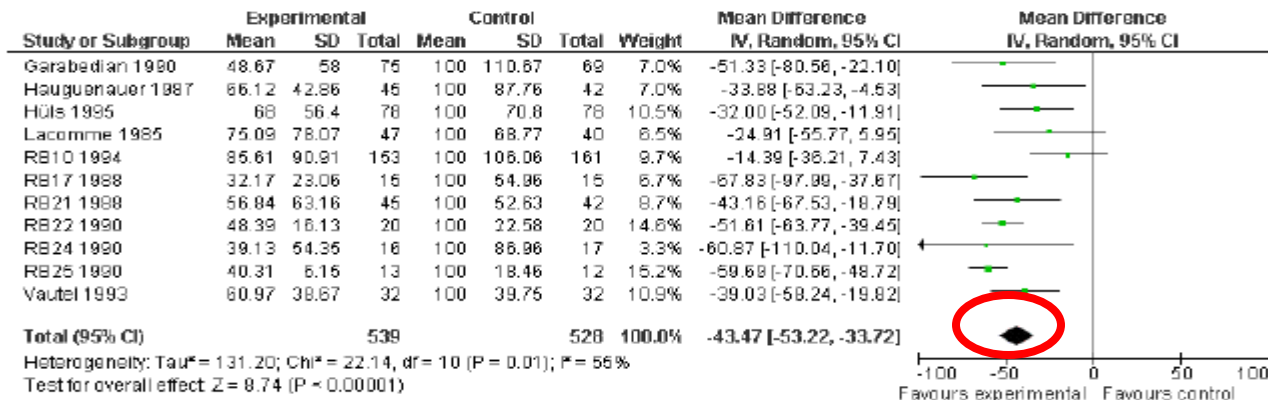 Experimental Control Mean Difference Mean Difference
Study or Subgroup Mean SD Total Mean SD Total Weight IV, Random, 95% CI IV, Random, 95% CI
Garabedian 1990 48.67 58 75 100 110.67 69 7.0% -51.33 [-80.56, -22.10]
Hauguenauer 1987 66.12 42.86 45 100 87.76 42 7.0% -33.88 [-63.23, -4.53]
Hüls 1995 68 56.4 78 100 70.8 78 10.5% -32.00 [-52.09, -11.91]
Lacomme 1985 75.09 78.07 47 100 68.77 40 6.5% -24.91 [-55.77, 5.95]
RB10 1994 85.61 90.91 153 100 106.06 161 9.7% -14.39 [-36.21, 7.43]
RB17 1988 32.17 23.06 15 100 54.96 15 6.7% -67.83 [-97.99, -37.67]
RB21 1988 56.84 63.16 45 100 52.63 42 8.7% -43.16 [-67.53, -18.79]
RB22 1990 48.39 16.13 20 100 22.58 20 14.6% -51.61 [-63.77, -39.45]
RB24 1990 39.13 54.35 16 100 86.96 17 3.3% -60.87 [-110.04, -11.70]
RB25 1990 40.31 6.15 13 100 18.46 12 15.2% -59.69 [-70.66, -48.72]
Vautel 1993 60.97 38.67 32 100 39.75 32 10.9% -39.03 [-58.24, -19.82]
Total (95% CI) 539 528 100.0% -43.47 [-53.22, -33.72]
Heterogeneity: Tau² = 131.20; Chi² = 22.14, df = 10 (P = 0.01); I² = 55%
Test for overall effect: Z = 8.74 (P < 0.00001)
-100 -50 0 50 100
Favours experimental Favours control